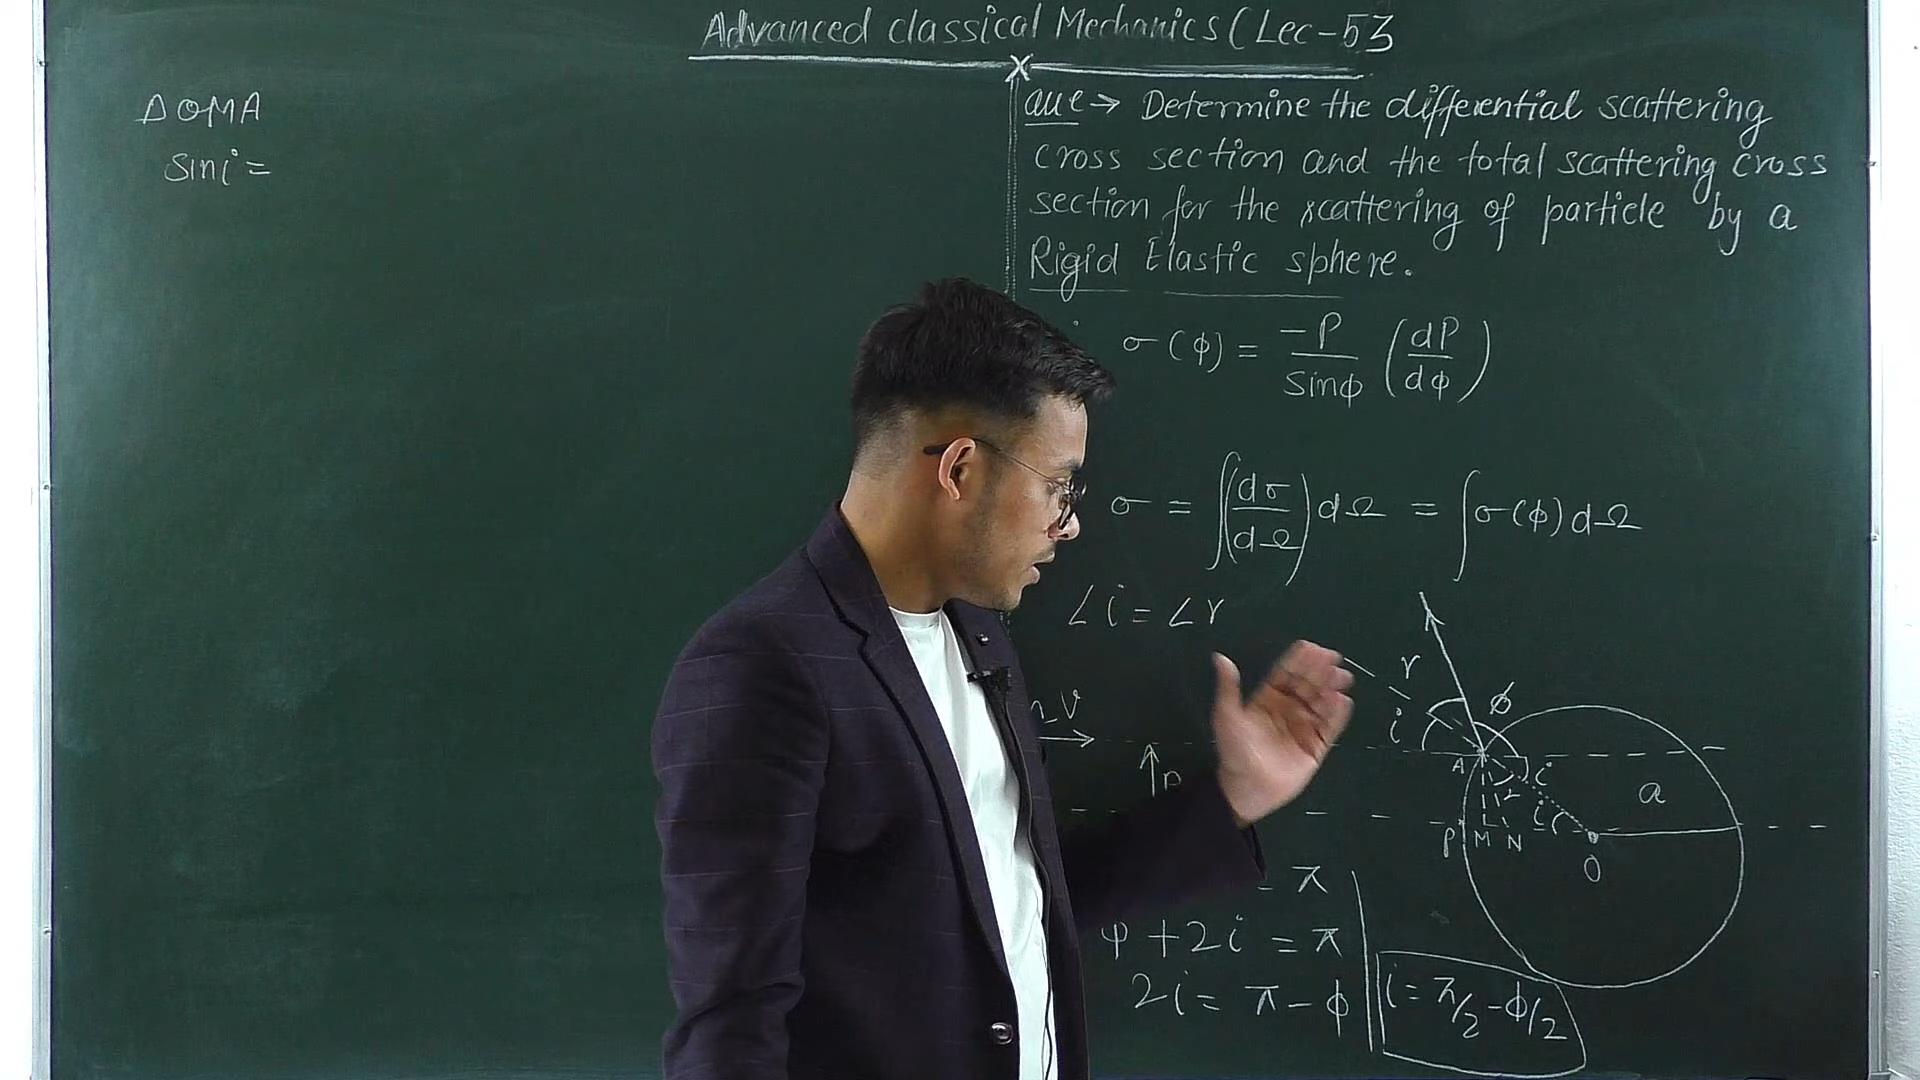 Advanced classical Mechanics (Lec-53
ΔOMA
sin i =
Que → Determine the differential scattering
cross section and the total scattering cross
section for the scattering of particle by a
Rigid Elastic sphere.
σ(ϕ) = -P/sinϕ (dP/dϕ)
σ = ∫(dσ/dΩ)dΩ = ∫σ(ϕ)dΩ
∠i = ∠r
r
ϕ
i
V
A
i
a
i
P M N
O
π
ϕ + 2i = π
2i = π - ϕ
i = π/2 - ϕ/2